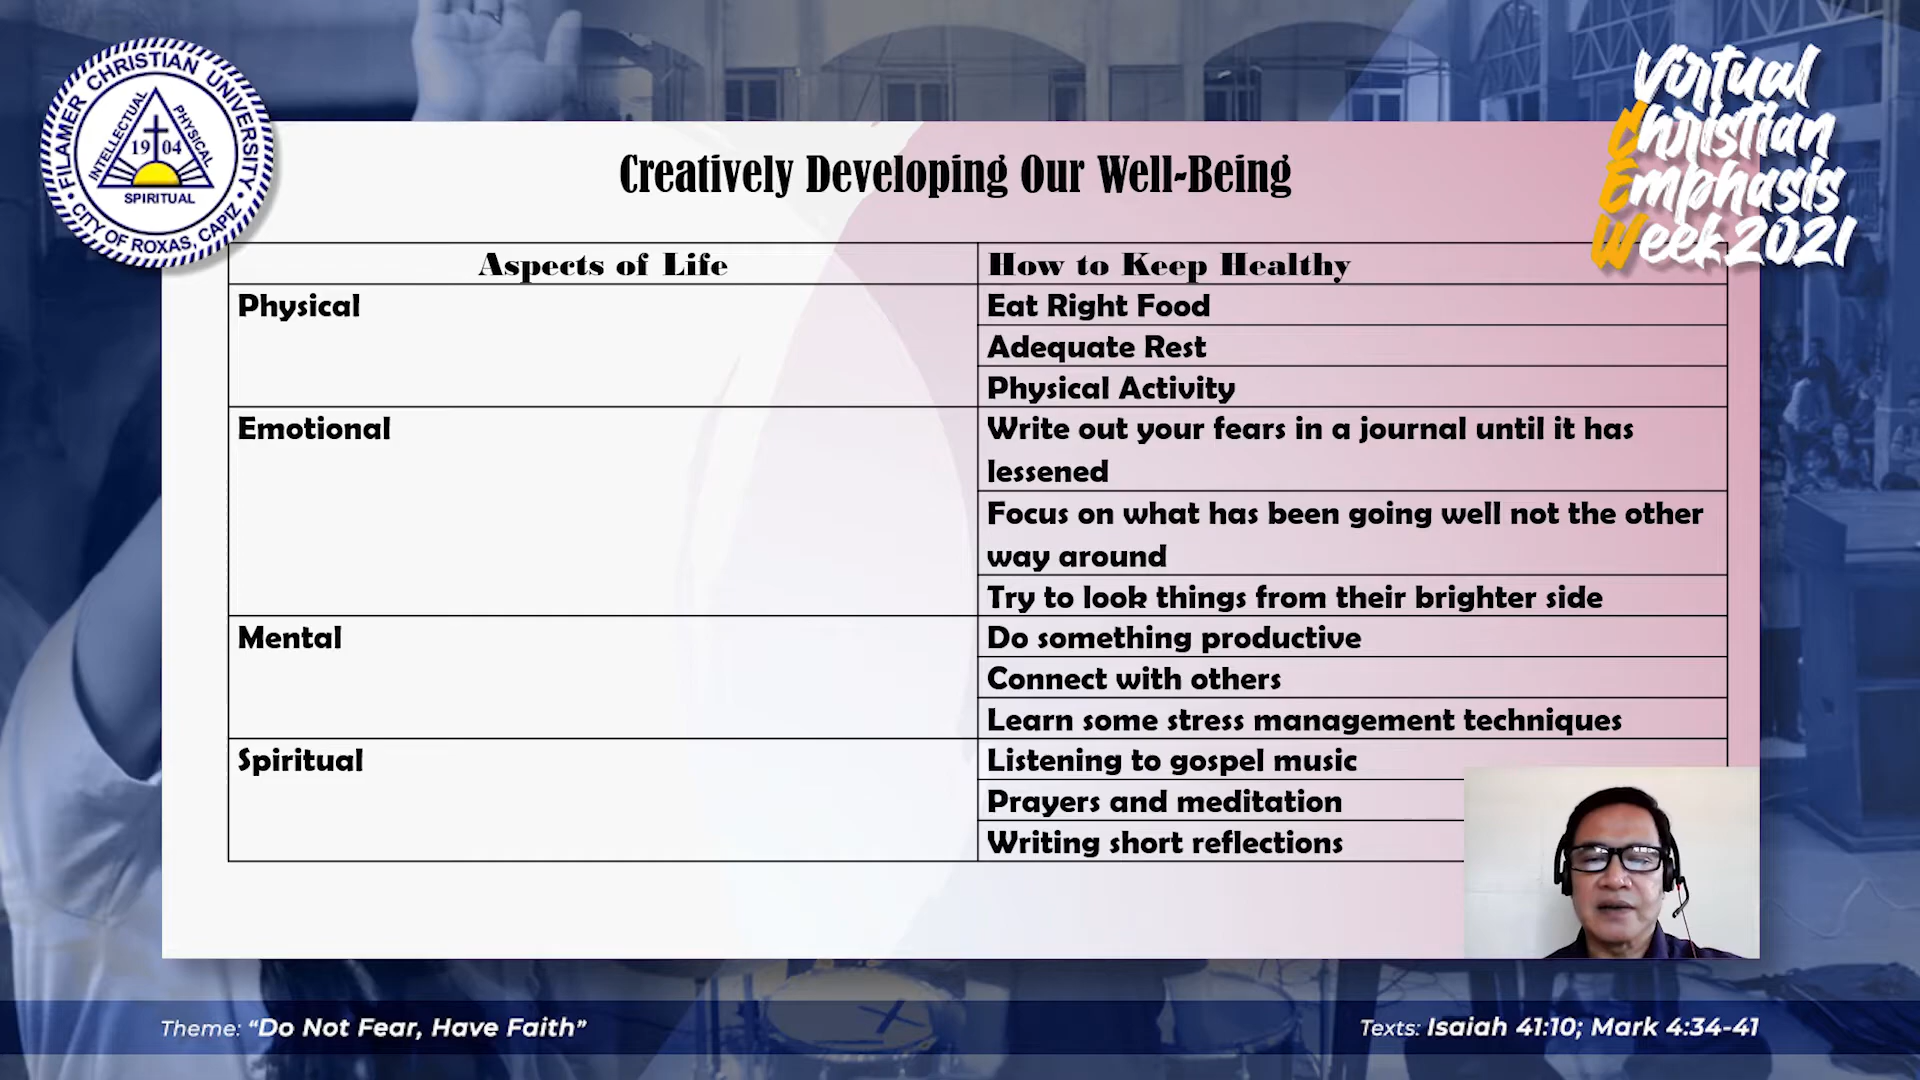 FILAMER CHRISTIAN UNIVERSITY
INTELLECTUAL
PHYSICAL
19 04
SPIRITUAL
CITY OF ROXAS, CAPIZ
Virtual
Christian
Emphasis
Week 2021
Creatively Developing Our Well-Being
Aspects of Life
How to Keep Healthy
Physical
Eat Right Food
Adequate Rest
Physical Activity
Emotional
Write out your fears in a journal until it has
lessened
Focus on what has been going well not the other
way around
Try to look things from their brighter side
Mental
Do something productive
Connect with others
Learn some stress management techniques
Spiritual
Listening to gospel music
Prayers and meditation
Writing short reflections
Theme: “Do Not Fear, Have Faith”
Texts: Isaiah 41:10; Mark 4:34-41